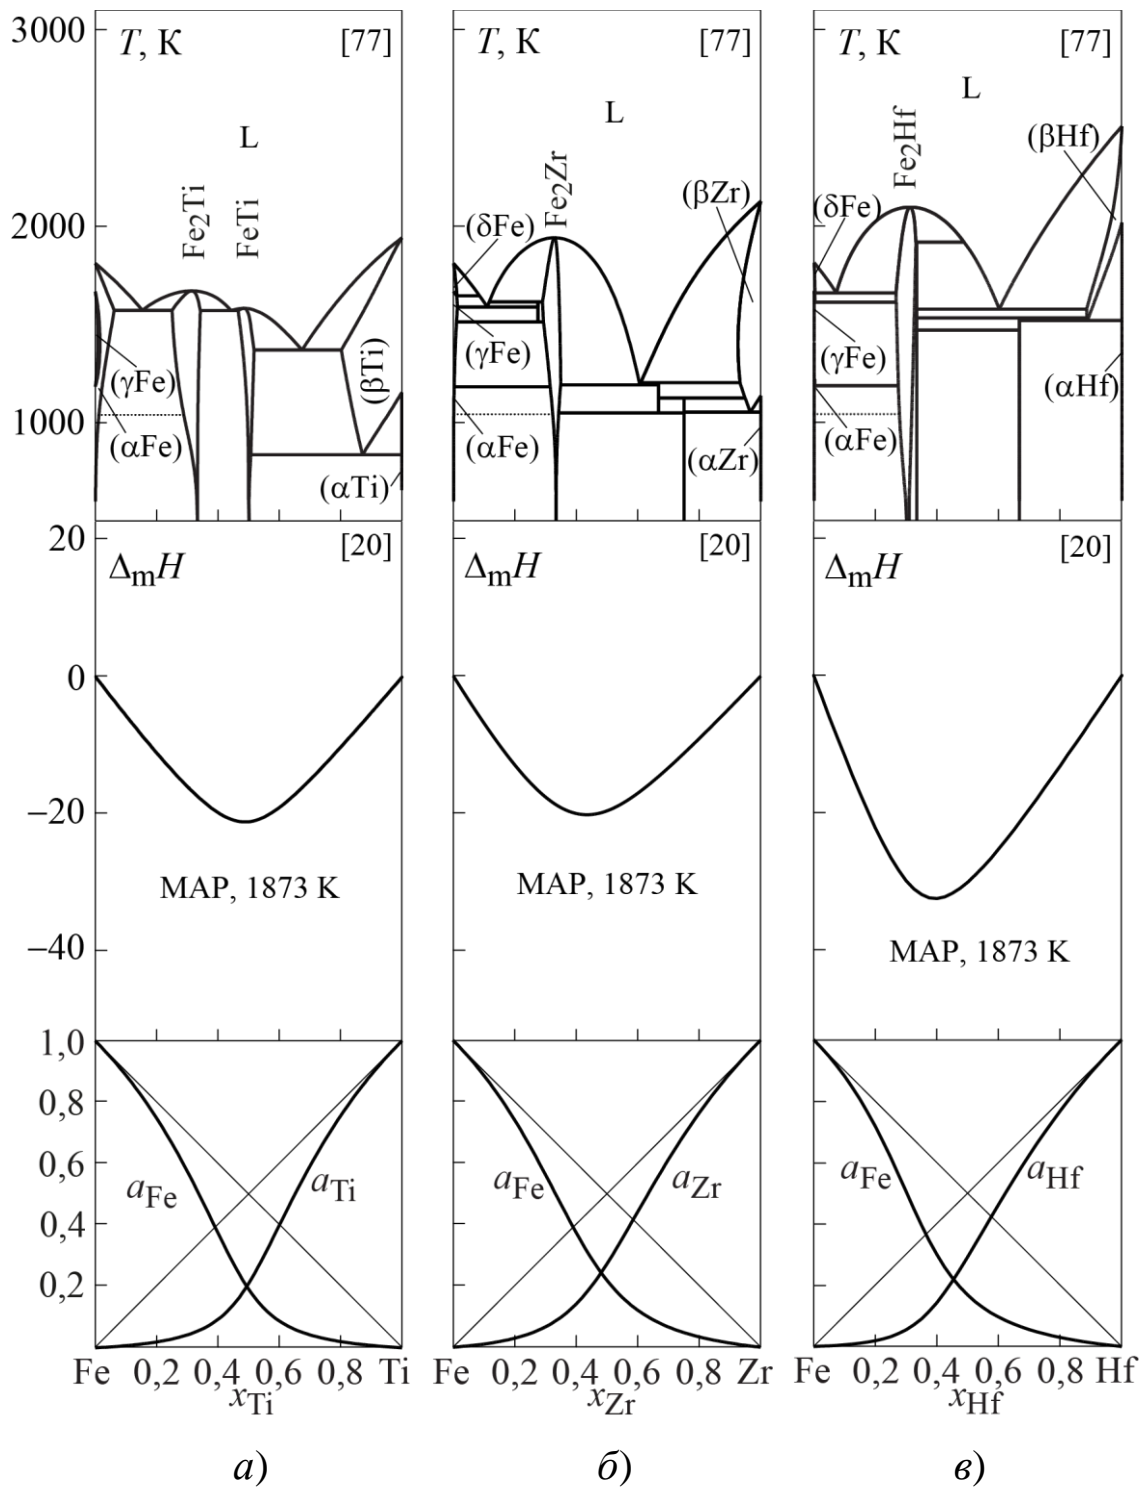 3000
2000
1000
T, К
[77]
L
Fe₂Ti
FeTi
(γFe)
(αFe)
(βTi)
(αTi)
T, К
[77]
L
Fe₂Zr
(βZr)
(δFe)
(γFe)
(αFe)
(αZr)
T, К
[77]
L
Fe₂Hf
(βHf)
(δFe)
(γFe)
(αHf)
(αFe)
20
0
−20
−40
ΔₘH
[20]
MAP, 1873 K
ΔₘH
[20]
MAP, 1873 K
ΔₘH
[20]
MAP, 1873 K
1,0
0,8
0,6
0,4
0,2
aFe
aTi
aFe
aZr
aFe
aHf
Fe 0,2 0,4 0,6 0,8 Ti
xTi
Fe 0,2 0,4 0,6 0,8 Zr
xZr
Fe 0,2 0,4 0,6 0,8 Hf
xHf
а)
б)
в)